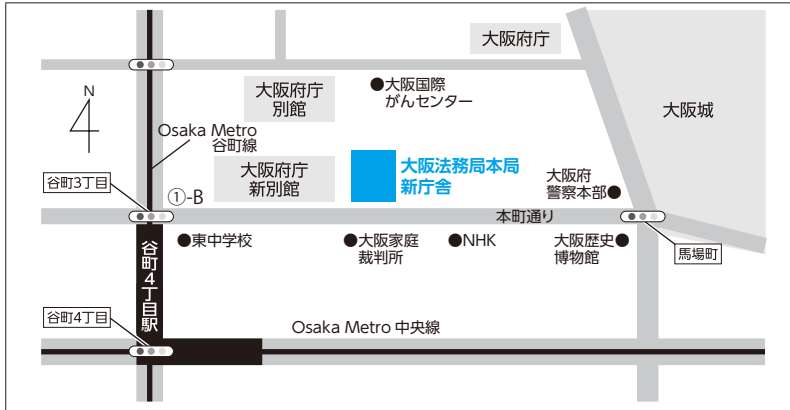 大阪府庁
大阪府庁
別館
●大阪国際
がんセンター
大阪城
N
Osaka Metro
谷町線
大阪府庁
新別館
大阪法務局本局
新庁舎
大阪府
警察本部●
谷町3丁目
①-B
本町通り
●東中学校
●大阪家庭
裁判所
●NHK
大阪歴史
博物館●
馬場町
谷町4丁目駅
谷町4丁目
Osaka Metro 中央線